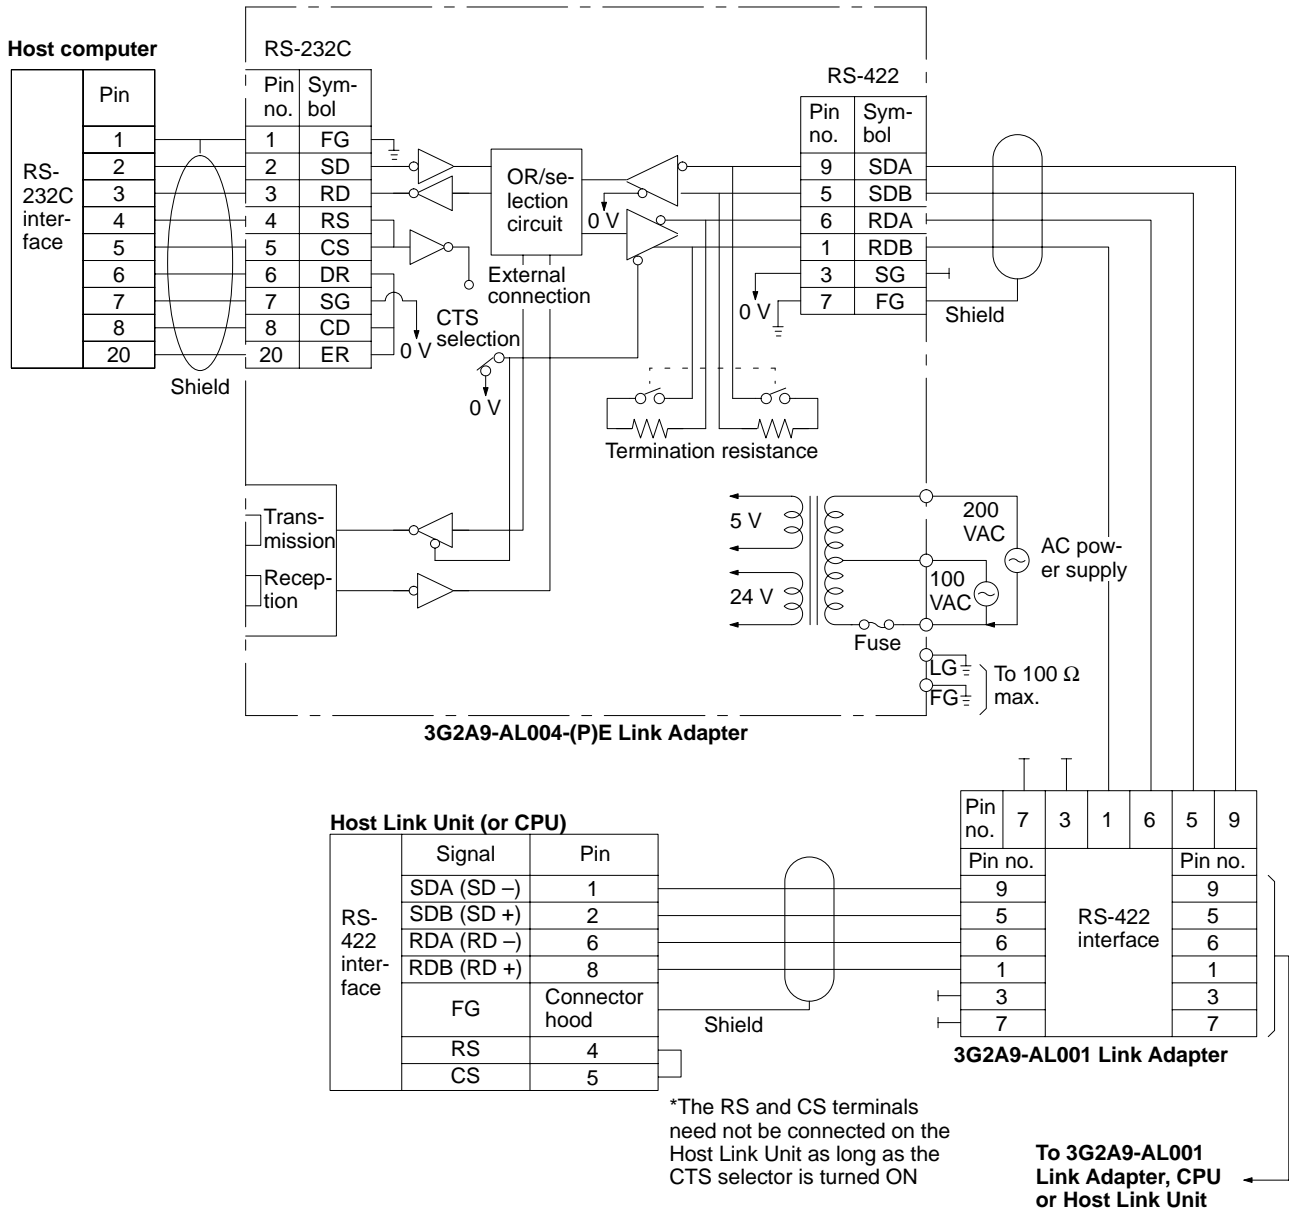 Host computer
RS-232C
Pin
1
2
3
4
5
6
7
8
20
RS-
232C
inter-
face
Shield
Pin no. Sym-bol
1 FG
2 SD
3 RD
4 RS
5 CS
6 DR
7 SG
8 CD
20 ER
0 V
CTS
selection
OR/se-
lection
circuit
External
connection
0 V
0 V
RS-422
Pin no. Sym-bol
9 SDA
5 SDB
6 RDA
1 RDB
3 SG
7 FG
0 V
Shield
Termination resistance
Trans-
mission
Recep-
tion
5 V
24 V
200
VAC
100
VAC
AC pow-
er supply
Fuse
LG
FG
To 100 Ω
max.
3G2A9-AL004-(P)E Link Adapter
Host Link Unit (or CPU)
RS-
422
inter-
face
Signal Pin
SDA (SD –) 1
SDB (SD +) 2
RDA (RD –) 6
RDB (RD +) 8
FG Connector hood
RS 4
CS 5
Shield
*The RS and CS terminals
need not be connected on the
Host Link Unit as long as the
CTS selector is turned ON
Pin no. 7 3 1 6 5 9
Pin no. Pin no.
9 9
5 5
6 6
1 1
3 3
7 7
RS-422
interface
3G2A9-AL001 Link Adapter
To 3G2A9-AL001
Link Adapter, CPU
or Host Link Unit